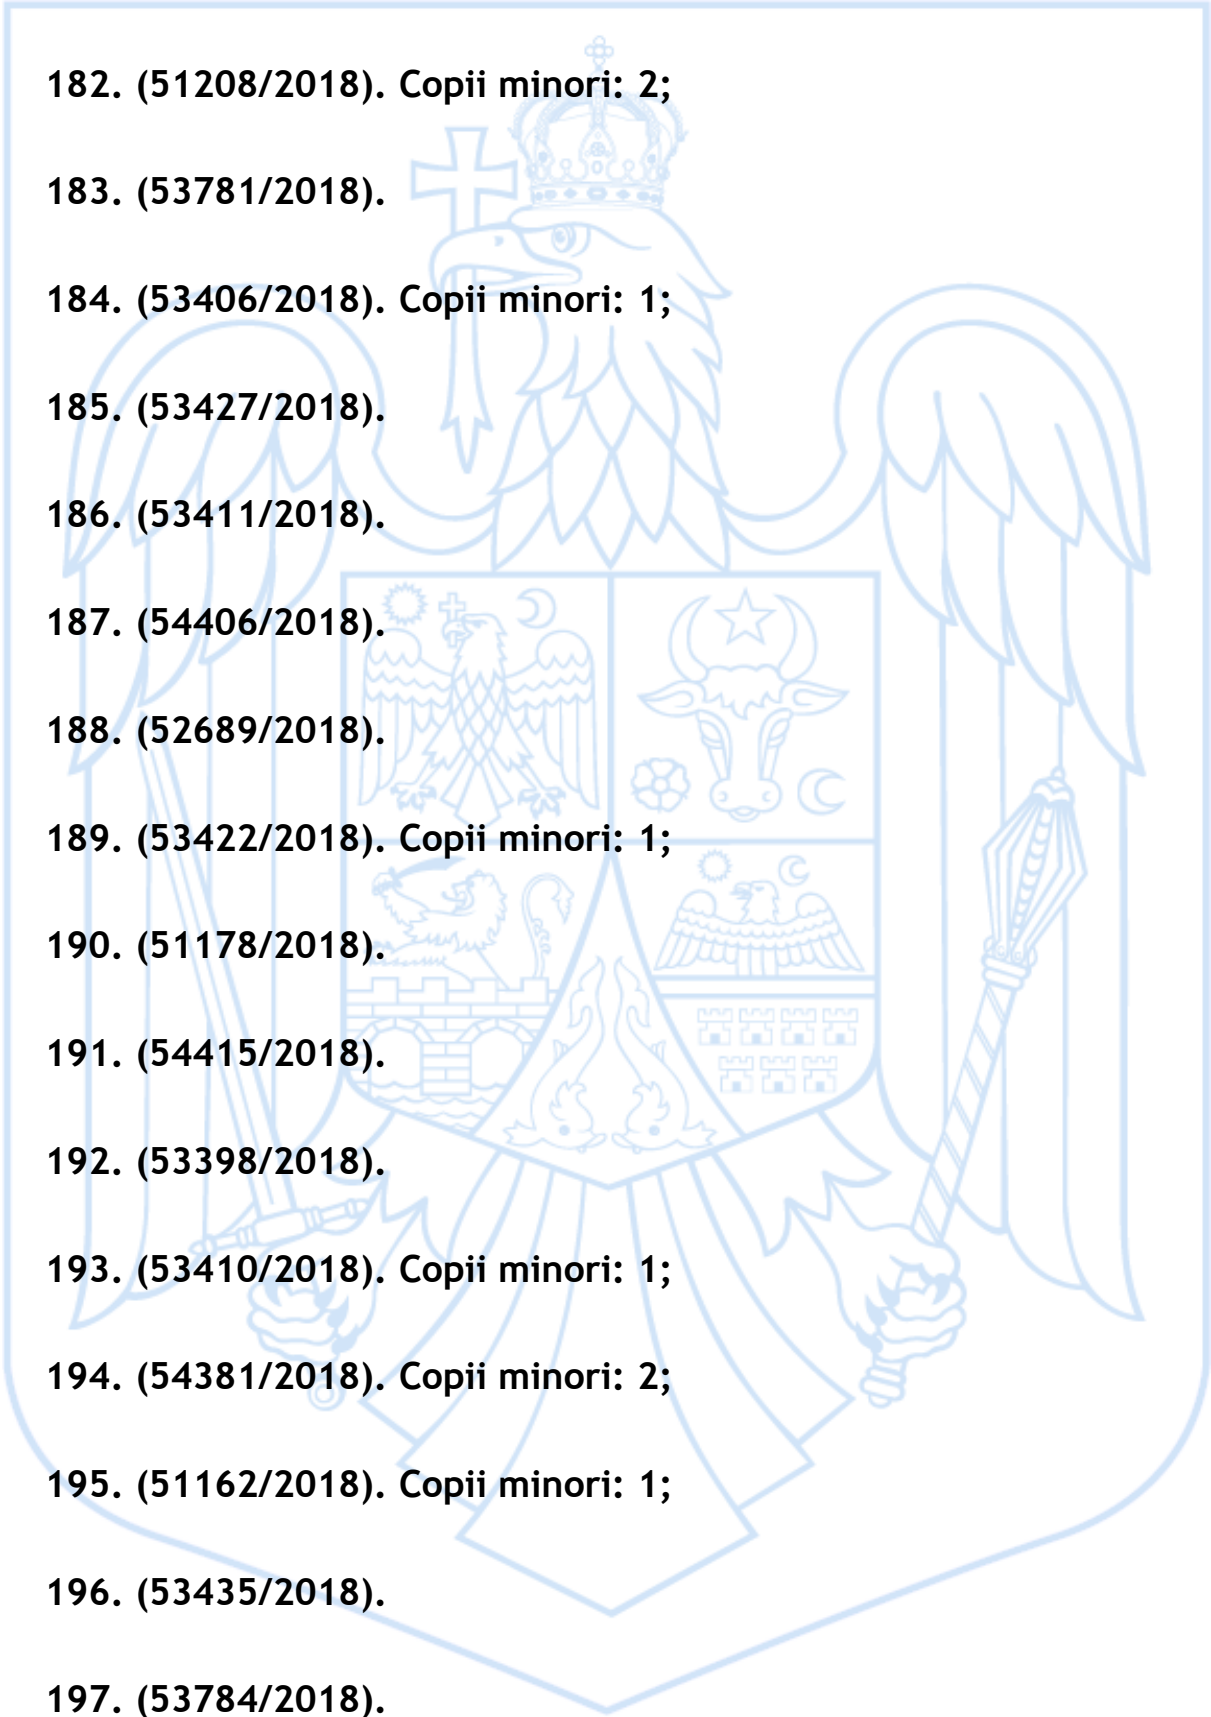 182. (51208/2018). Copii minori: 2;
183. (53781/2018).
184. (53406/2018). Copii minori: 1;
185. (53427/2018).
186. (53411/2018).
187. (54406/2018).
188. (52689/2018).
189. (53422/2018). Copii minori: 1;
190. (51178/2018).
191. (54415/2018).
192. (53398/2018).
193. (53410/2018). Copii minori: 1;
194. (54381/2018). Copii minori: 2;
195. (51162/2018). Copii minori: 1;
196. (53435/2018).
197. (53784/2018).